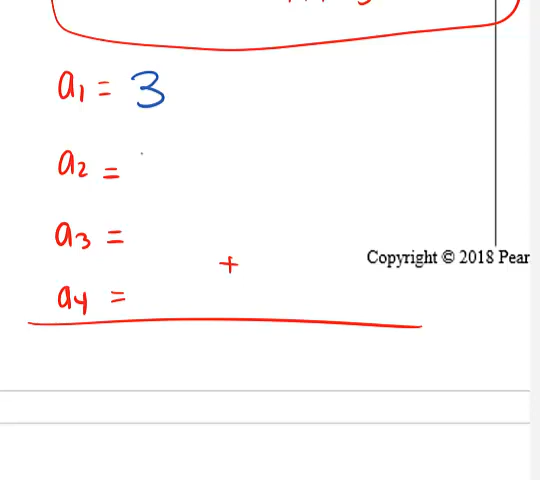 a1 = 3
a2 =
a3 =
+
Copyright © 2018 Pear
a4 =